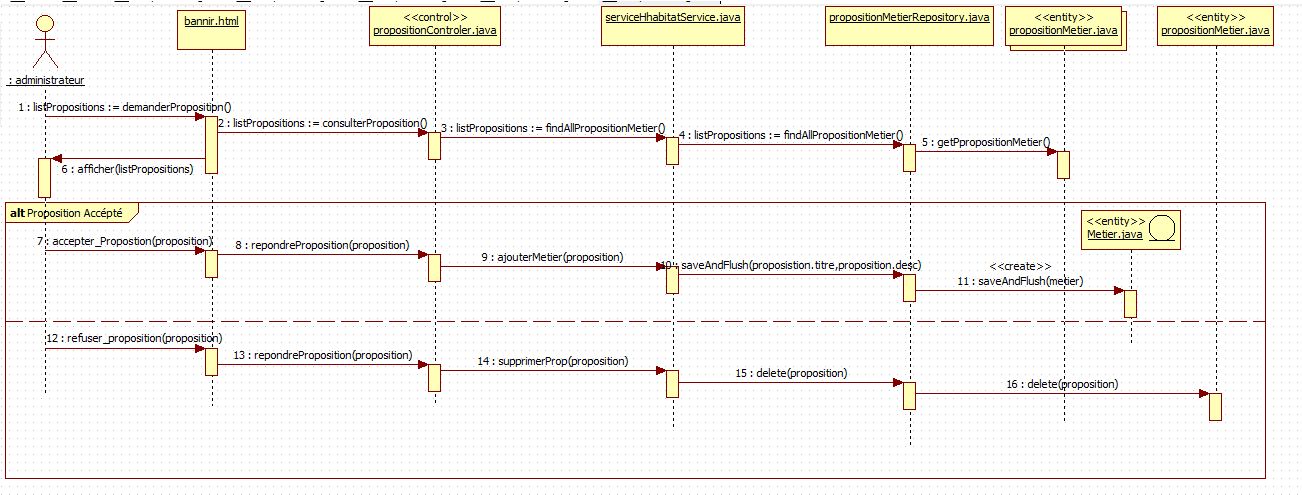 : administrateur
bannir.html
<<control>>
propositionControler.java
serviceHhabitatService.java
propositionMetierRepository.java
<<entity>>
propositionMetier.java
<<entity>>
propositionMetier.java
1 : listPropositions := demanderProposition()
2 : listPropositions := consulterProposition()
3 : listPropositions := findAllPropositionMetier()
4 : listPropositions := findAllPropositionMetier()
5 : getPpropositionMetier()
6 : afficher(listPropositions)
alt Proposition Accépté
<<entity>>
Metier.java
7 : accepter_Propostion(proposition)
8 : repondreProposition(proposition)
9 : ajouterMetier(proposition)
10 : saveAndFlush(proposistion.titre,proposition.desc)
<<create>>
11 : saveAndFlush(metier)
12 : refuser_proposition(proposition)
13 : repondreProposition(proposition)
14 : supprimerProp(proposition)
15 : delete(proposition)
16 : delete(proposition)